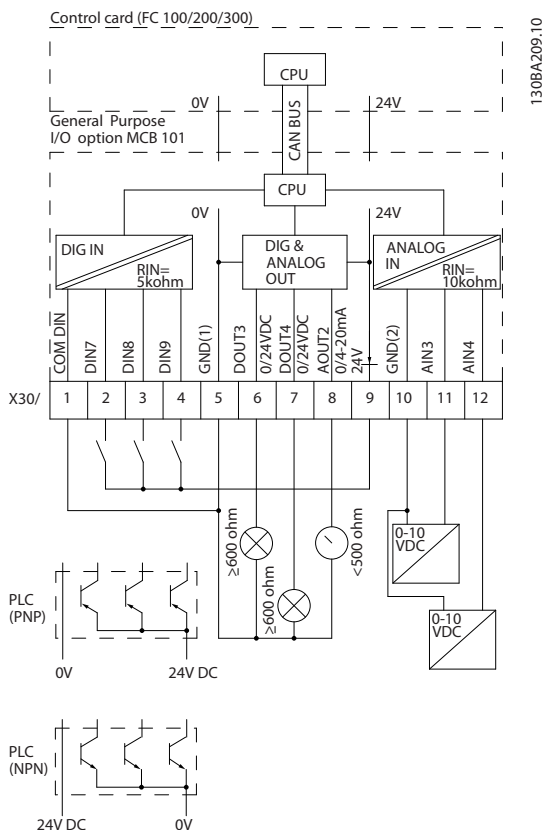 Control card (FC 100/200/300)
130BA209.10
CPU
0V
24V
CAN BUS
General Purpose
I/O option MCB 101
CPU
0V
24V
DIG IN
RIN=
5kohm
DIG &
ANALOG
OUT
ANALOG
IN
RIN=
10kohm
COM DIN
DIN7
DIN8
DIN9
GND(1)
DOUT3
0/24VDC
DOUT4
0/24VDC
AOUT2
0/4-20mA
24V
GND(2)
AIN3
AIN4
X30/
1
2
3
4
5
6
7
8
9
10
11
12
≥600 ohm
≥600 ohm
<500 ohm
0-10
VDC
0-10
VDC
PLC
(PNP)
0V
24V DC
PLC
(NPN)
24V DC
0V